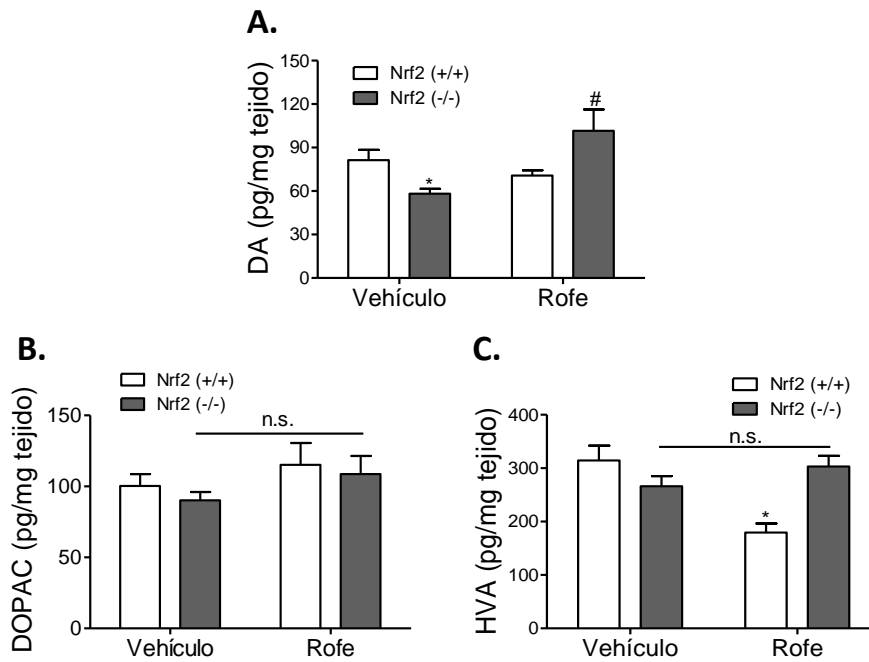 A.
DA (pg/mg tejido)
150
120
90
60
30
0
Nrf2 (+/+)
Nrf2 (-/-)
*
#
Vehículo
Rofe
B.
DOPAC (pg/mg tejido)
150
100
50
0
Nrf2 (+/+)
Nrf2 (-/-)
n.s.
Vehículo
Rofe
C.
HVA (pg/mg tejido)
400
300
200
100
0
Nrf2 (+/+)
Nrf2 (-/-)
n.s.
*
Vehículo
Rofe